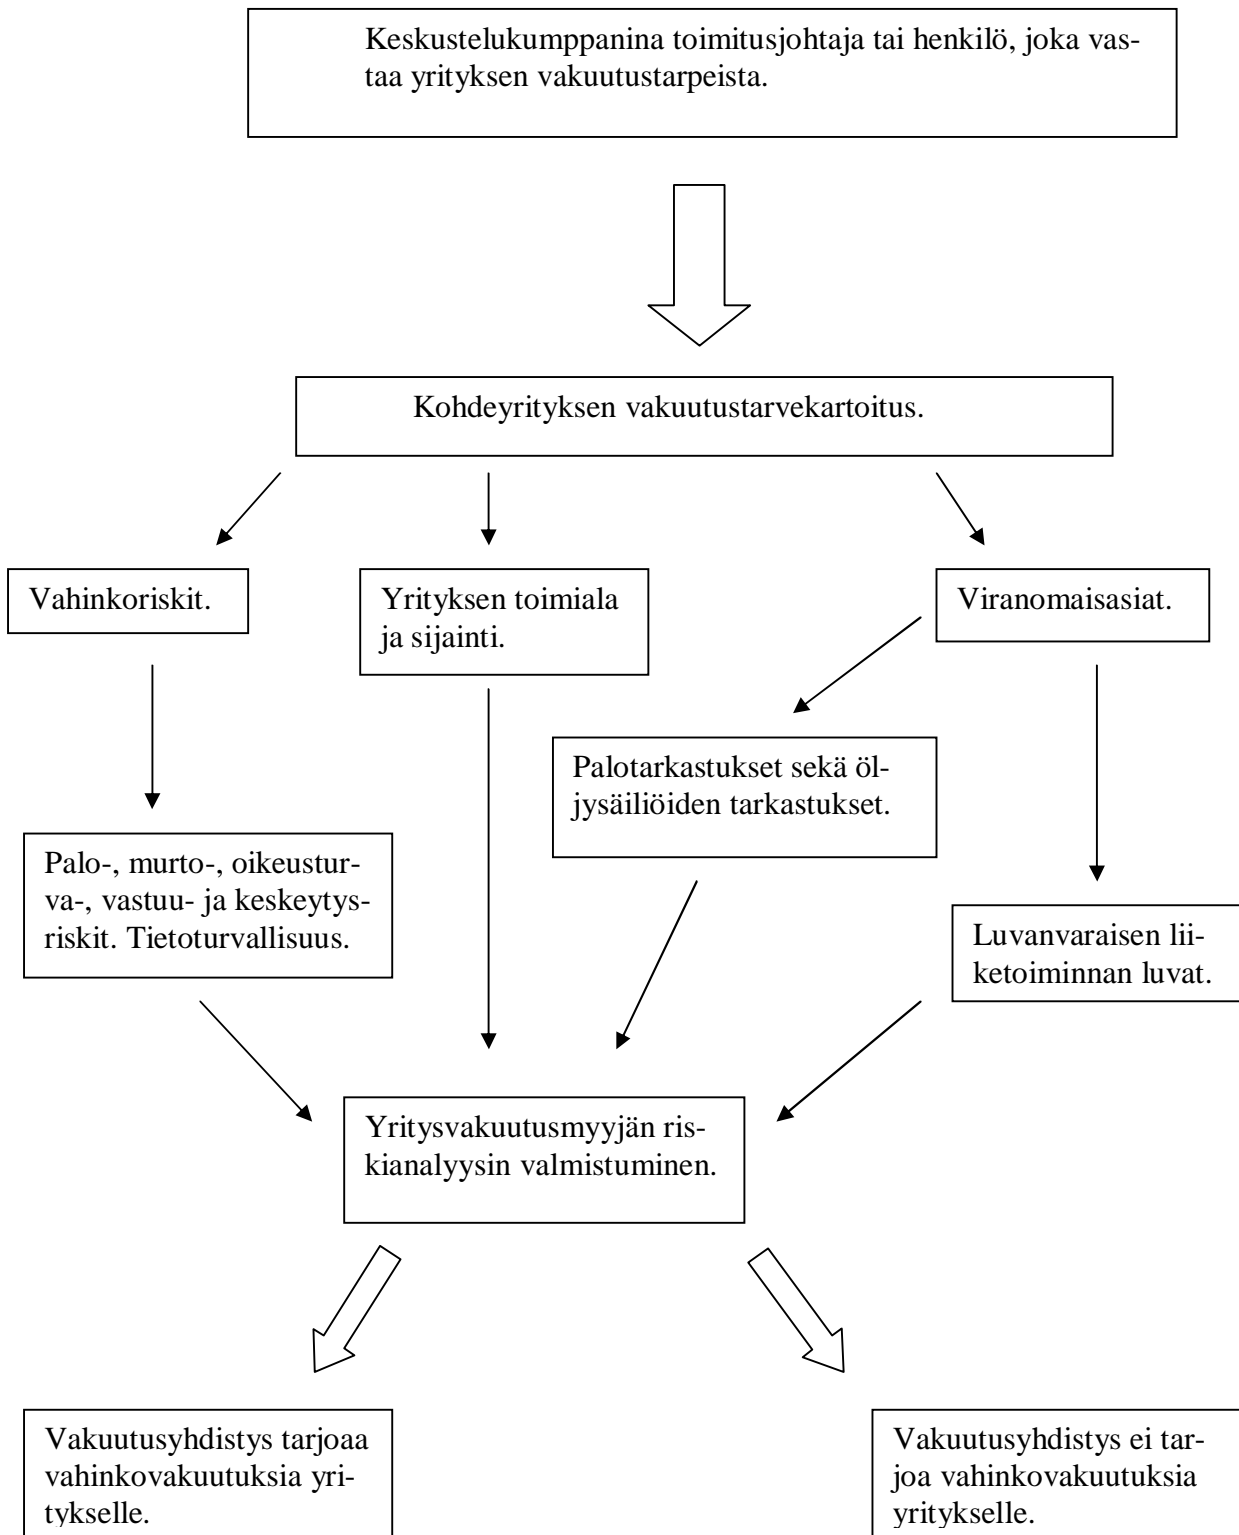 Keskustelukumppanina toimitusjohtaja tai henkilö, joka vas-
taa yrityksen vakuutustarpeista.
Kohdeyrityksen vakuutustarvekartoitus.
Vahinkoriskit.
Yrityksen toimiala
ja sijainti.
Viranomaisasiat.
Palotarkastukset sekä öl-
jysäiliöiden tarkastukset.
Palo-, murto-, oikeustur-
va-, vastuu- ja keskeytys-
riskit. Tietoturvallisuus.
Luvanvaraisen lii-
ketoiminnan luvat.
Yritysvakuutusmyyjän ris-
kianalyysin valmistuminen.
Vakuutusyhdistys tarjoaa
vahinkovakuutuksia yri-
tykselle.
Vakuutusyhdistys ei tar-
joa vahinkovakuutuksia
yritykselle.